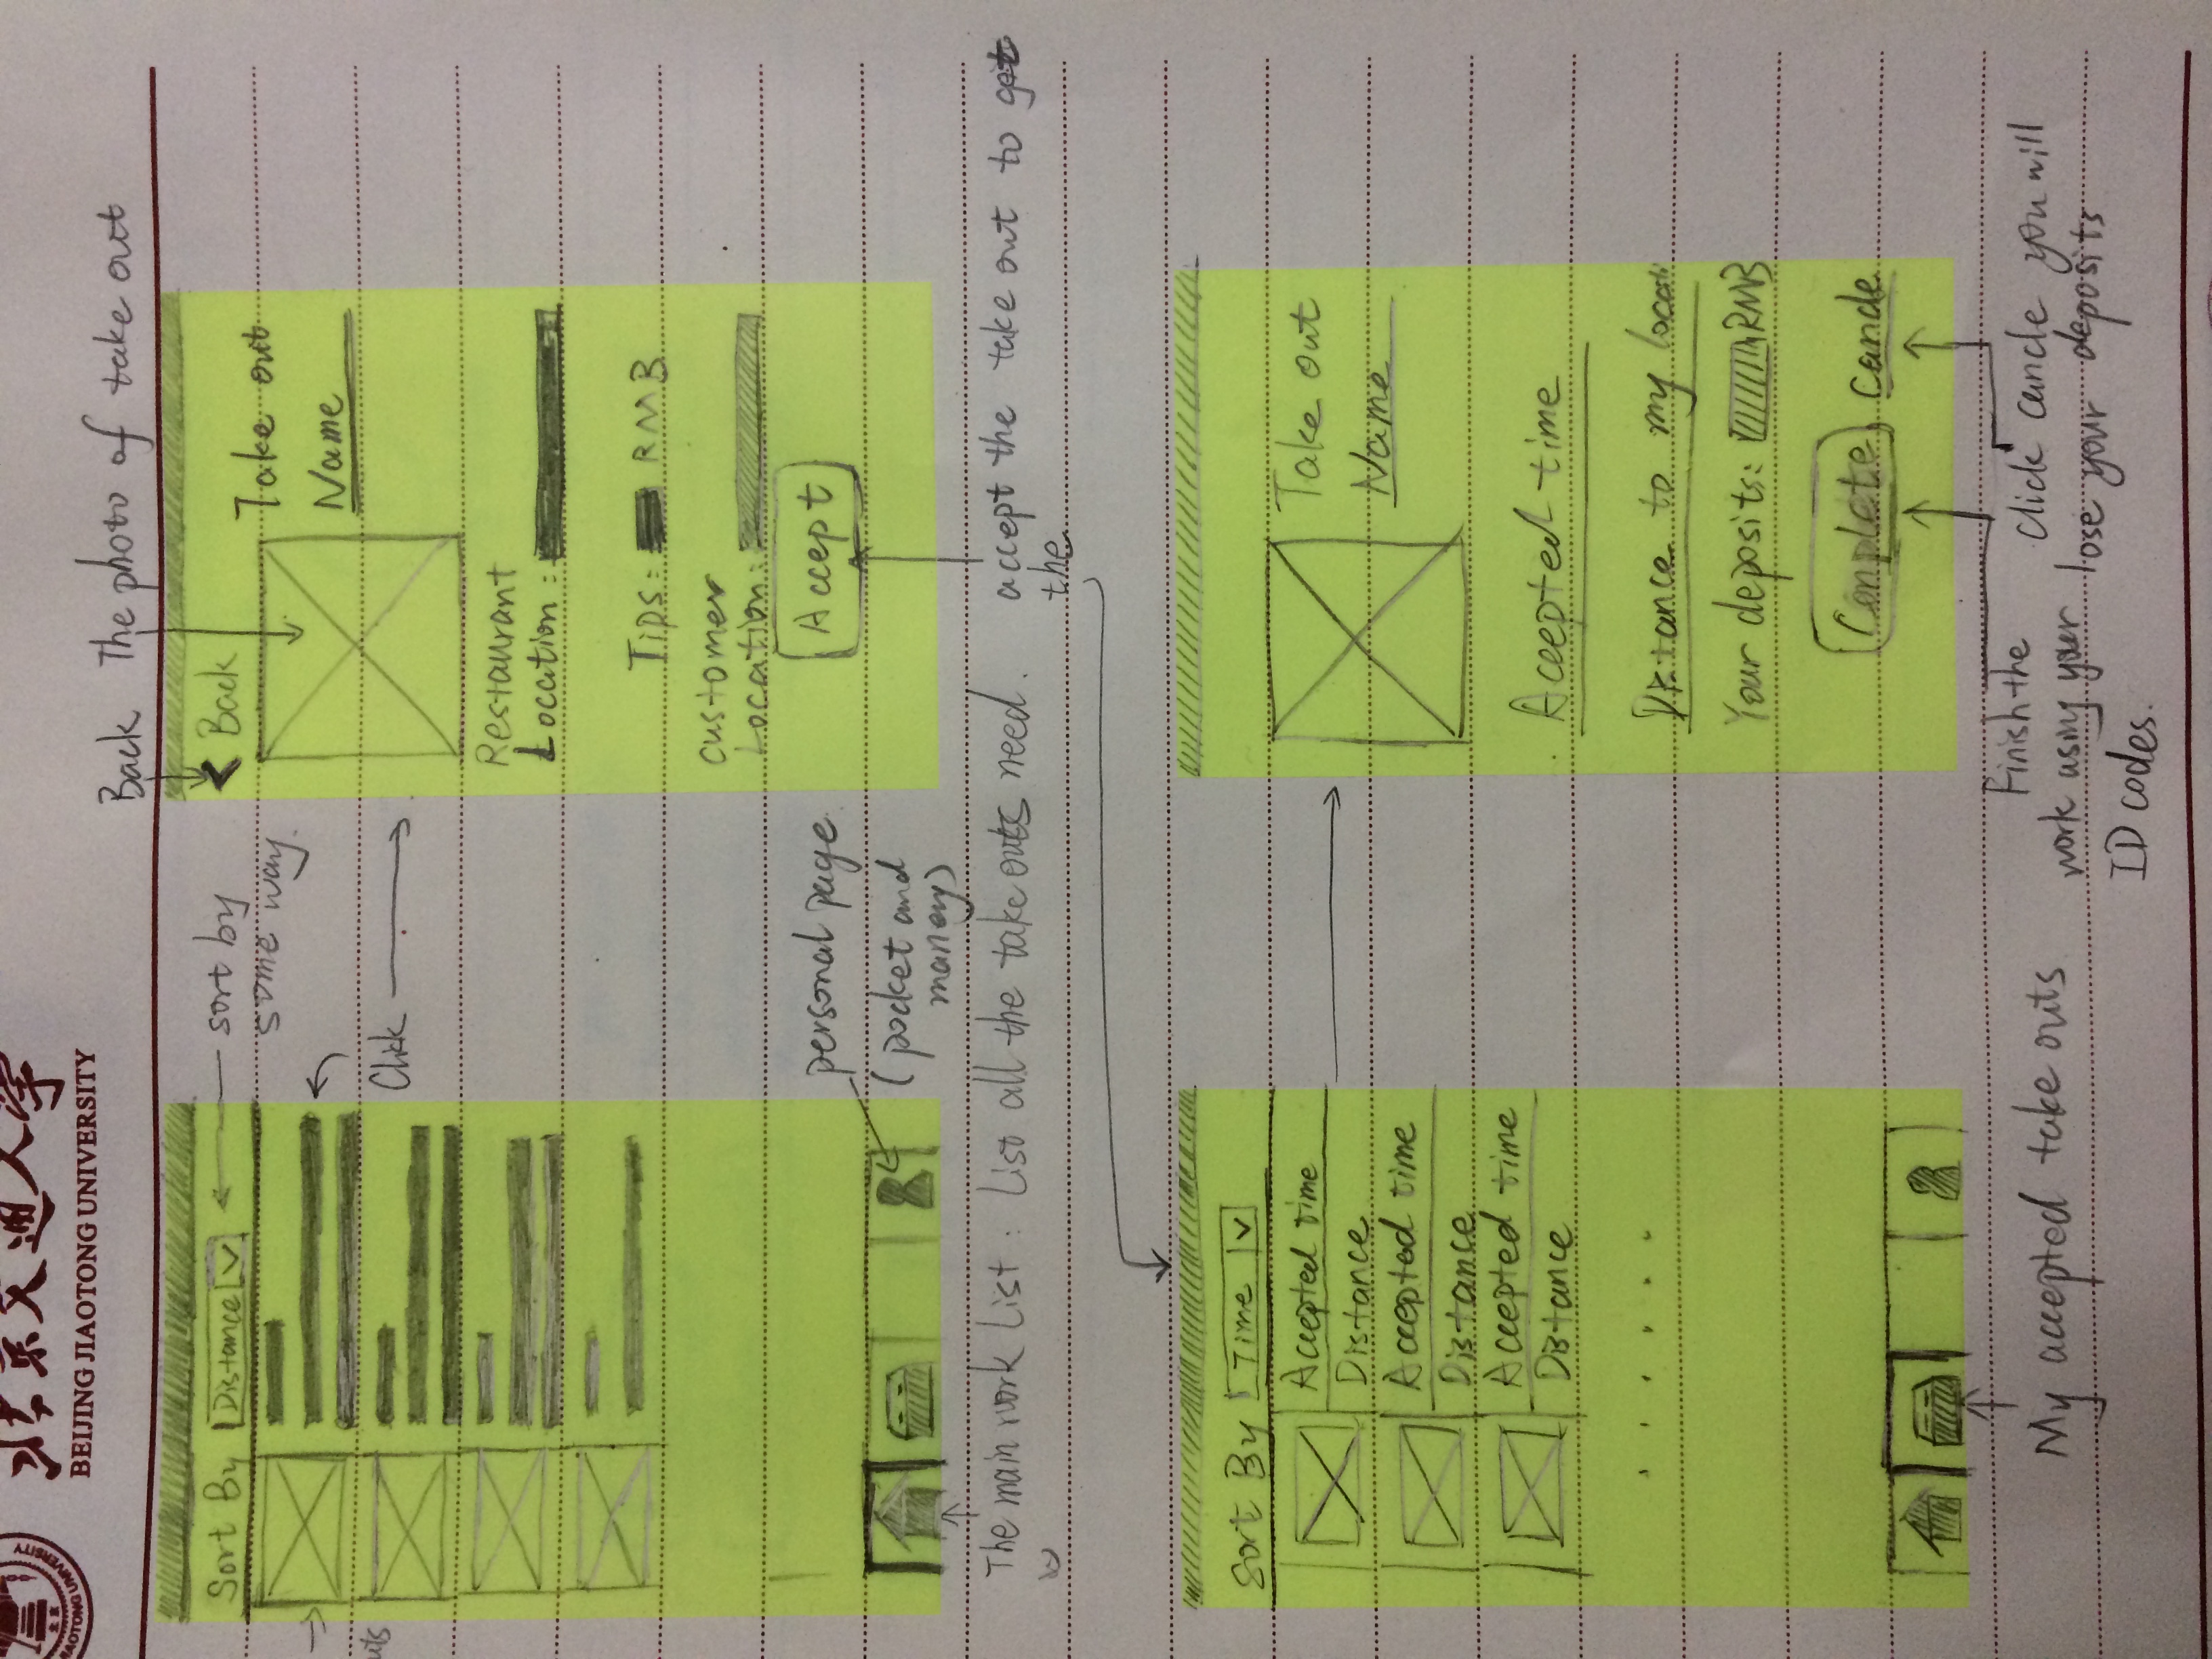 北京交通大学
JIAOTONG UNIVERSITY
BEIJING JIAOTONG UNIVERSITY
Back The photo of take out
Sort By Distance
sort by
some way.
uts
Click
Back
Take out
Name
Restaurant
Location :
Tips: RMB
customer
Location:
Accept
personal page.
(pocket and
maney)
The main work List : List all the take outs need.
accept the take out to get
the
Sort By Time
Accepted time
Distance
Accepted time
Distance
Accepted time
Distance
. . . . . .
Take out
Name
Accepted time
Distance to my locati
Your deposits: RMB
Conplete cancle
My accepted take outs
Finish the
work using your
ID codes.
click cancle you will
lose your deposits